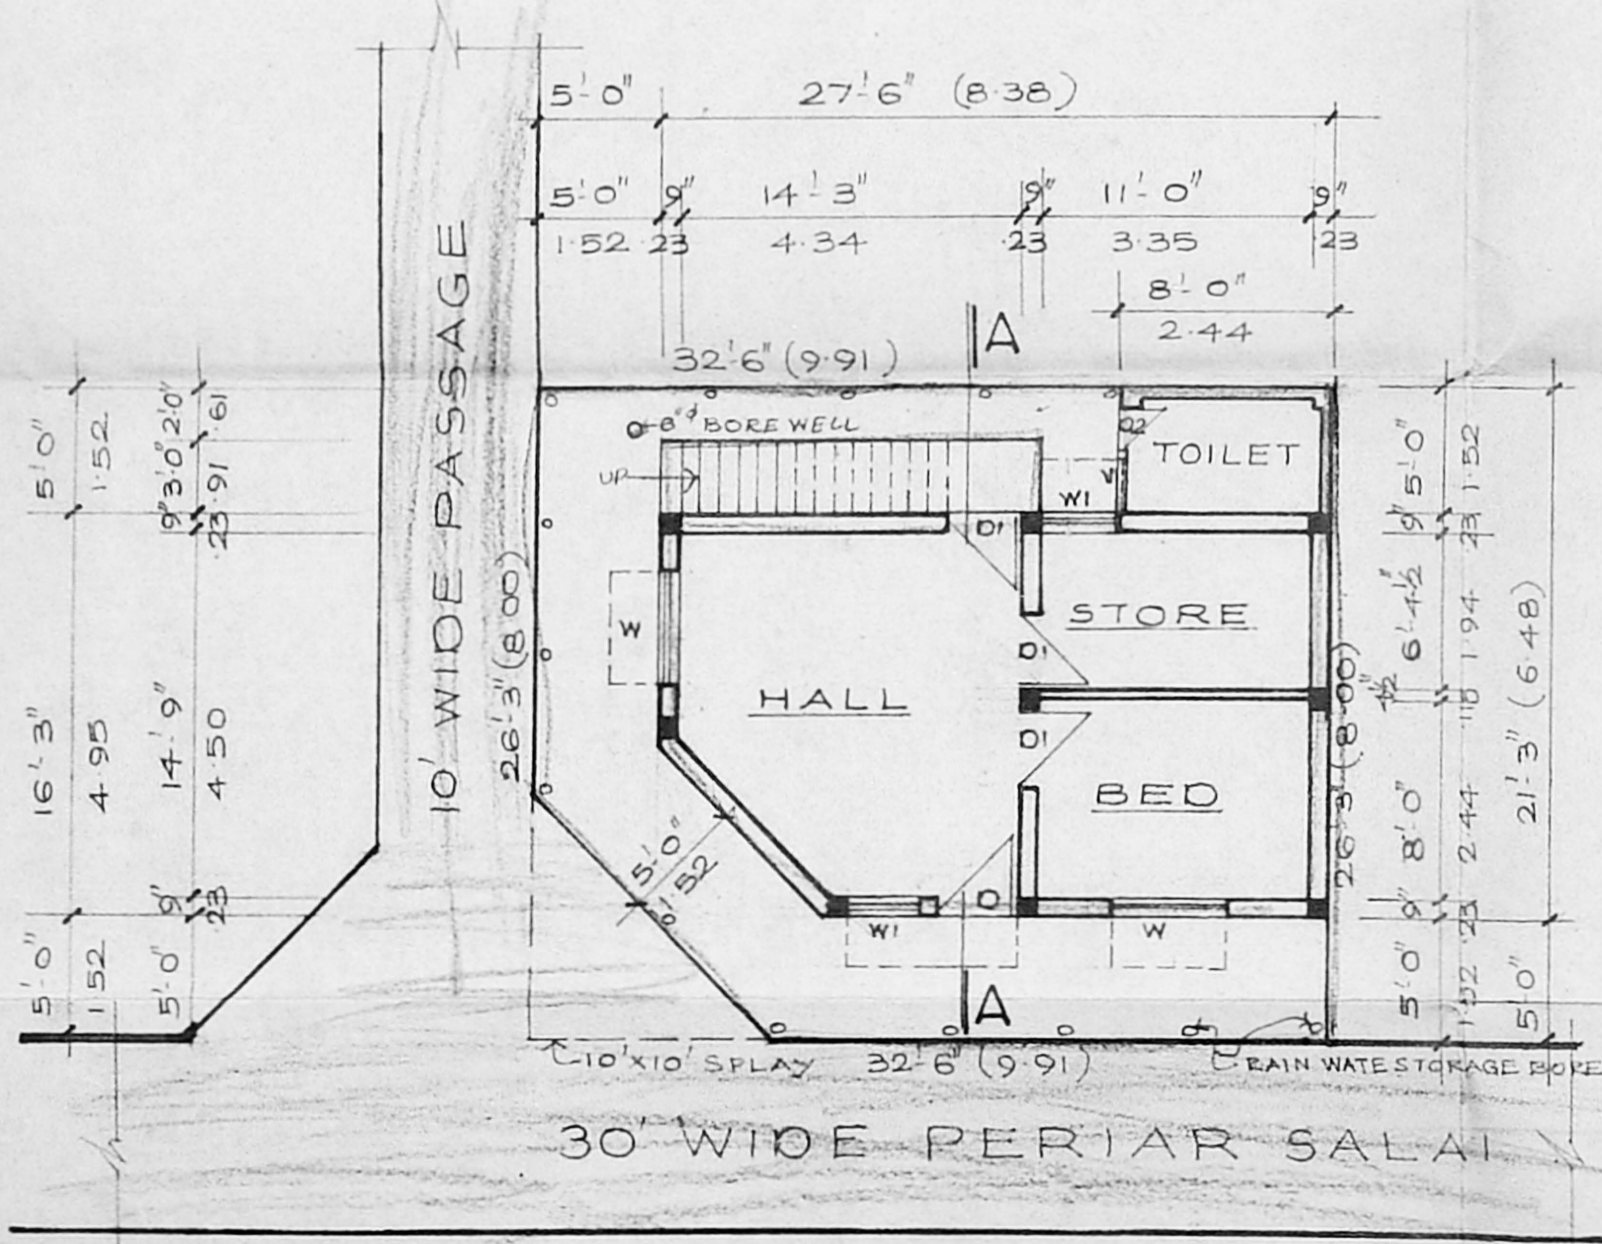 5'-0" 27'-6" (8.38)
5'-0" 9" 14'-3" 9" 11'-0" 9"
1.52 .23 4.34 .23 3.35 .23
8'-0"
2.44
A
32'-6" (9.91)
8"ϕ BORE WELL
UP
D2
TOILET
W1
D1
W
STORE
D1
HALL
D1
BED
5'-0"
1.52
D
W1
W
A
10'X10' SPLAY
32'-6" (9.91)
RAIN WATE STORAGE BORE
30' WIDE PERIAR SALAI
10' WIDE PASSAGE
26'-3" (8.00)
26'-3" (8.00)
5'-0" 16'-3" 5'-0"
1.52 4.95 1.52
2'-0" 3'-0" 9" 14'-9" 9" 5'-0"
.61 .91 .23 4.50 .23
5'-0" 9" 6'-4½" 4½" 8'-0" 9" 5'-0"
1.52 .23 1.94 .110 2.44 .23 1.52
21'-3" (6.48) 5'-0"